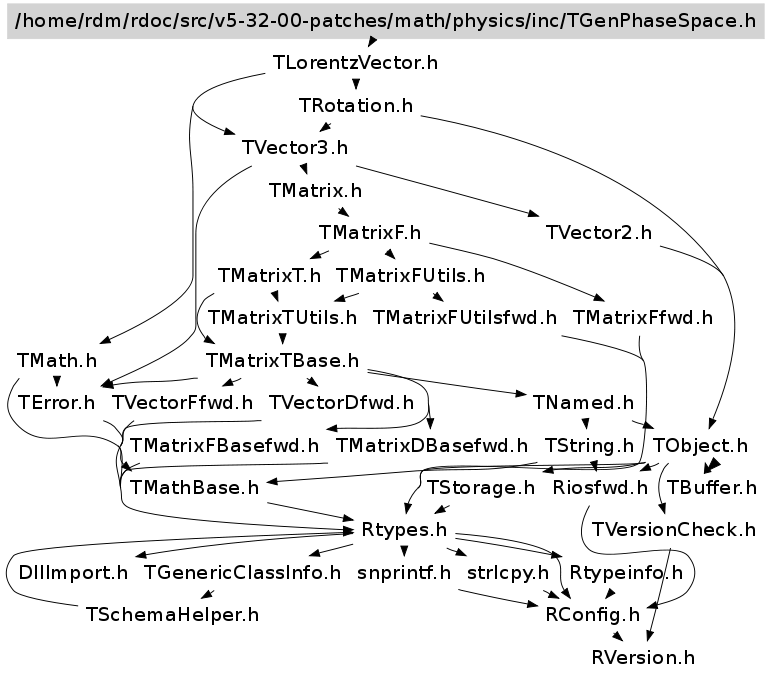 /home/rdm/rdoc/src/v5-32-00-patches/math/physics/inc/TGenPhaseSpace.h
TLorentzVector.h
TRotation.h
TVector3.h
TMatrix.h
TMatrixF.h
TVector2.h
TMatrixT.h
TMatrixFUtils.h
TMatrixTUtils.h
TMatrixFUtilsfwd.h
TMatrixFfwd.h
TMath.h
TMatrixTBase.h
TError.h
TVectorFfwd.h
TVectorDfwd.h
TNamed.h
TMatrixFBasefwd.h
TMatrixDBasefwd.h
TString.h
TObject.h
TMathBase.h
TStorage.h
Riosfwd.h
TBuffer.h
Rtypes.h
TVersionCheck.h
DllImport.h
TGenericClassInfo.h
snprintf.h
strlcpy.h
Rtypeinfo.h
TSchemaHelper.h
RConfig.h
RVersion.h